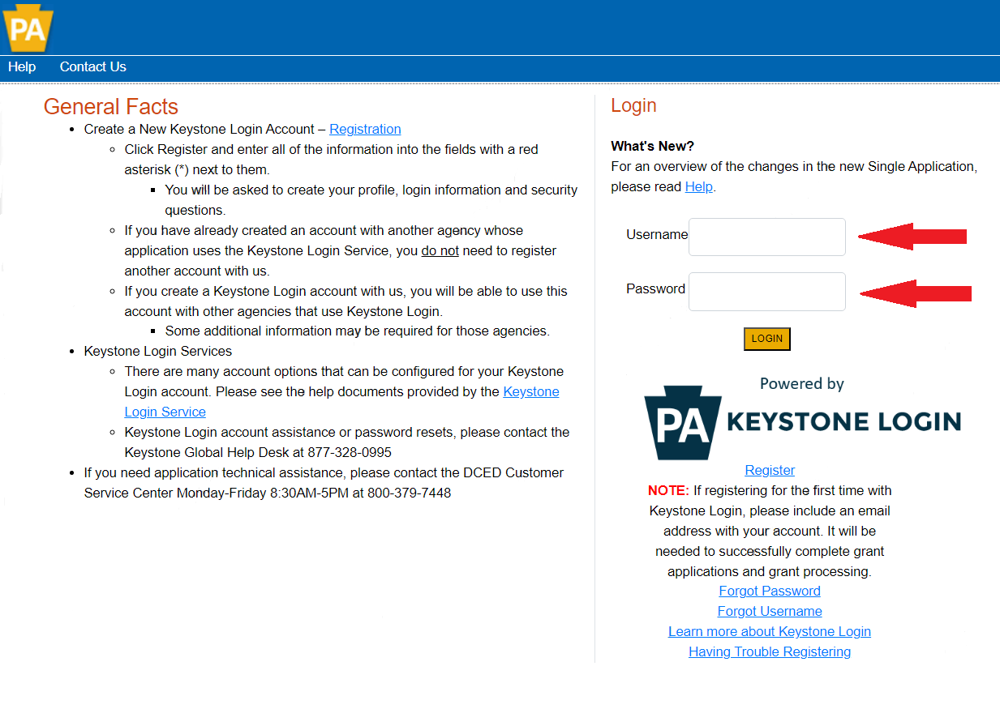 PA
Help Contact Us
General Facts
• Create a New Keystone Login Account – Registration
◦ Click Register and enter all of the information into the fields with a red
asterisk (*) next to them.
▪ You will be asked to create your profile, login information and security
questions.
◦ If you have already created an account with another agency whose
application uses the Keystone Login Service, you do not need to register
another account with us.
◦ If you create a Keystone Login account with us, you will be able to use this
account with other agencies that use Keystone Login.
▪ Some additional information may be required for those agencies.
• Keystone Login Services
◦ There are many account options that can be configured for your Keystone
Login account. Please see the help documents provided by the Keystone
Login Service
◦ Keystone Login account assistance or password resets, please contact the
Keystone Global Help Desk at 877-328-0995
• If you need application technical assistance, please contact the DCED Customer
Service Center Monday-Friday 8:30AM-5PM at 800-379-7448
Login
What's New?
For an overview of the changes in the new Single Application,
please read Help.
Username
Password
LOGIN
Powered by
PA KEYSTONE LOGIN
Register
NOTE: If registering for the first time with
Keystone Login, please include an email
address with your account. It will be
needed to successfully complete grant
applications and grant processing.
Forgot Password
Forgot Username
Learn more about Keystone Login
Having Trouble Registering